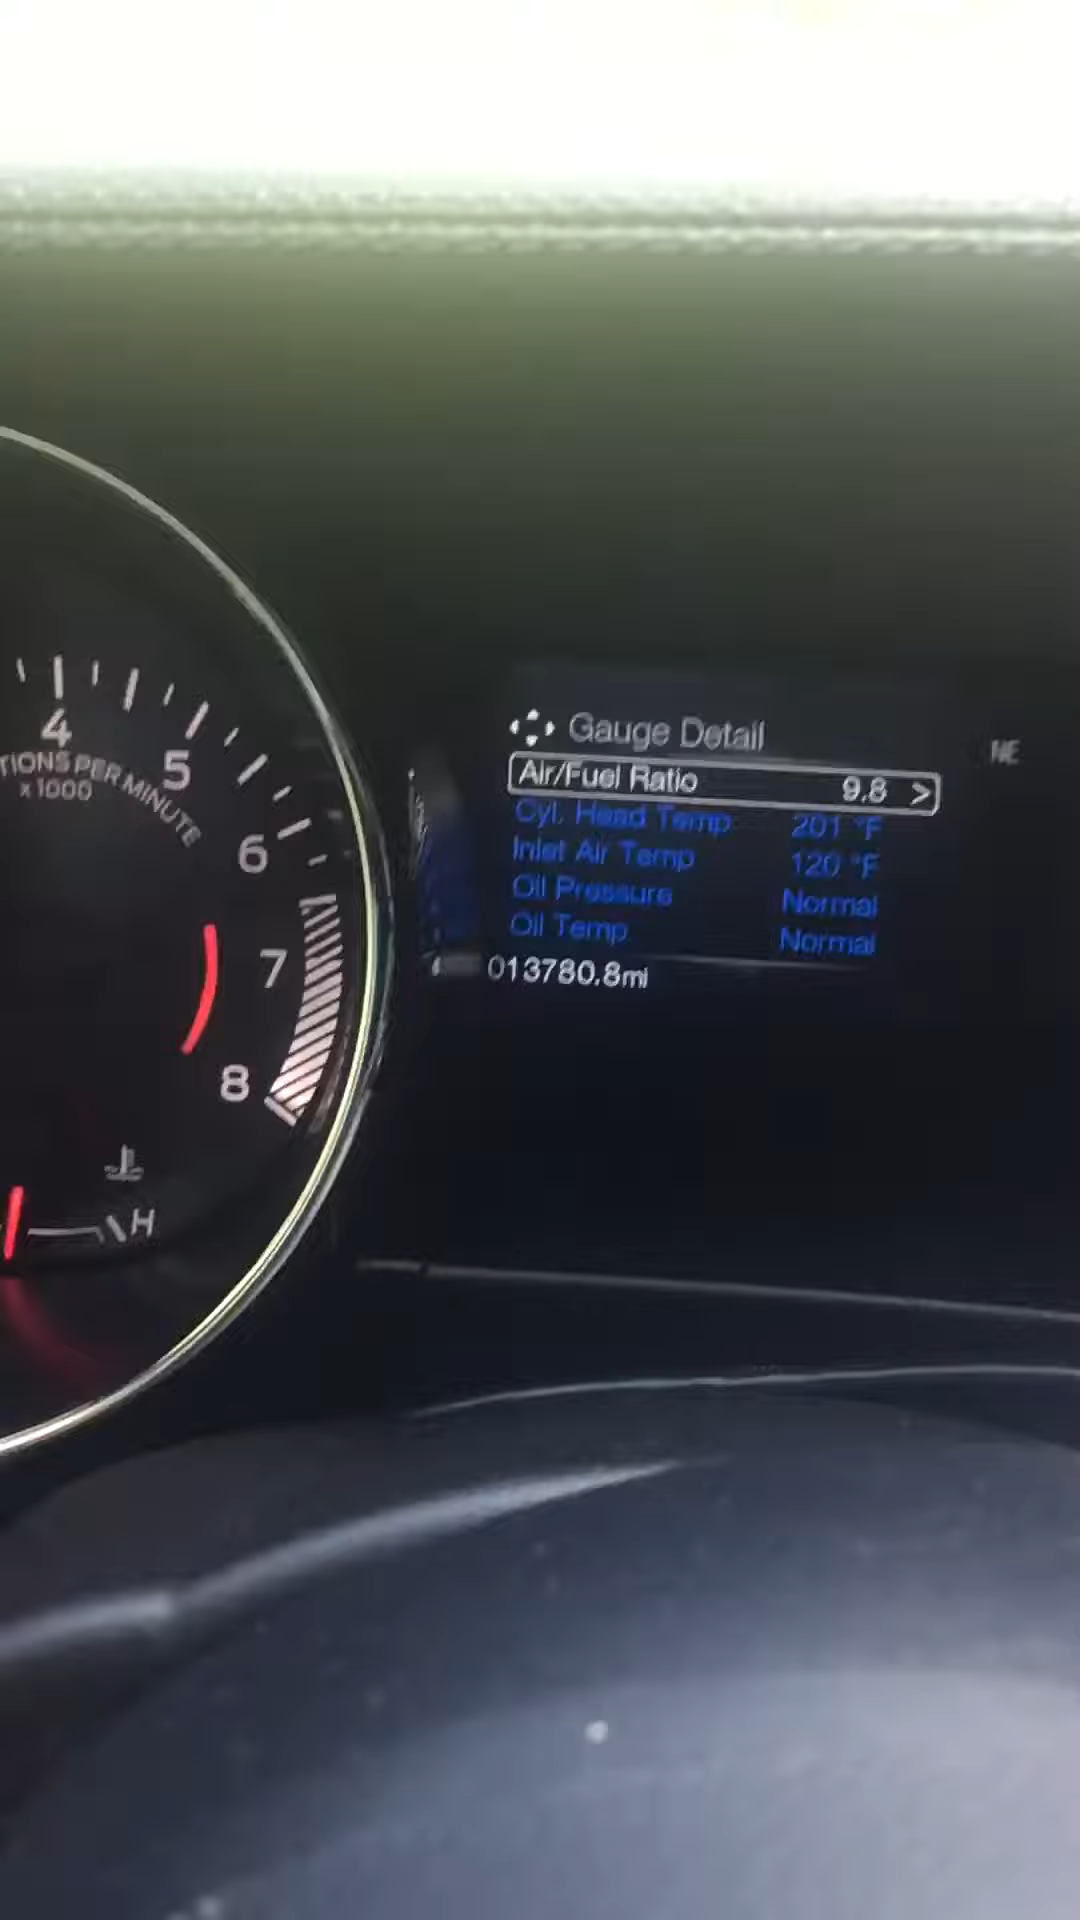 Gauge Detail
NE
Air/Fuel Ratio 9.8 >
Cyl. Head Temp 201 °F
Inlet Air Temp 120 °F
Oil Pressure Normal
Oil Temp Normal
013780.8mi
4
5
6
7
8
TIONS PER MINUTE
x 1000
H